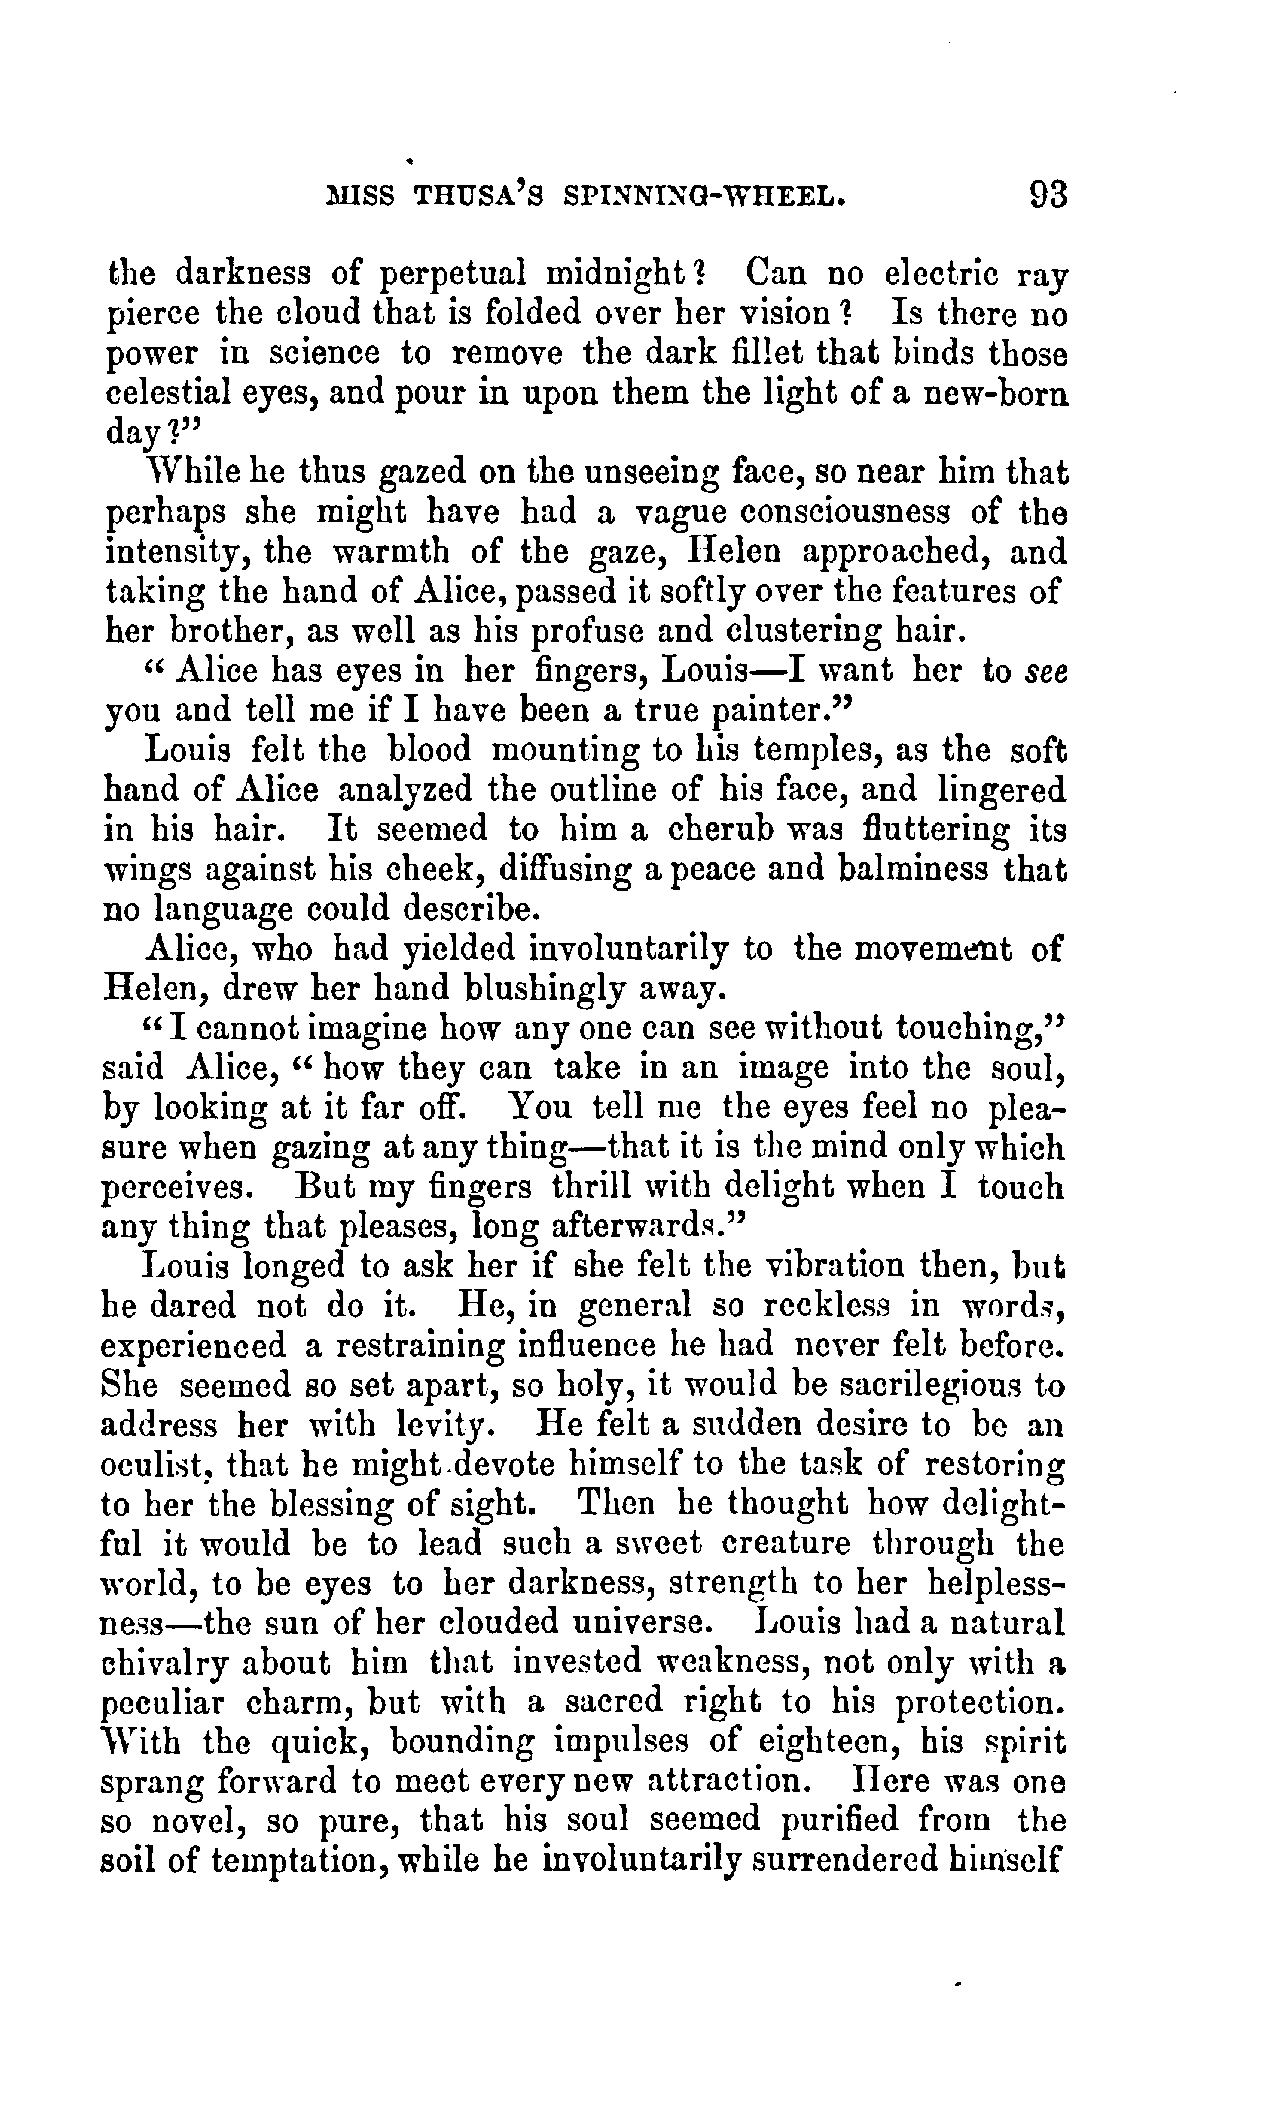 MISS THUSA'S SPINNING-WHEEL. 93
the darkness of perpetual midnight? Can no electric ray
pierce the cloud that is folded over her vision? Is there no
power in science to remove the dark fillet that binds those
celestial eyes, and pour in upon them the light of a new-born
day?"
While he thus gazed on the unseeing face, so near him that
perhaps she might have had a vague consciousness of the
intensity, the warmth of the gaze, Helen approached, and
taking the hand of Alice, passed it softly over the features of
her brother, as well as his profuse and clustering hair.
"Alice has eyes in her fingers, Louis—I want her to see
you and tell me if I have been a true painter."
Louis felt the blood mounting to his temples, as the soft
hand of Alice analyzed the outline of his face, and lingered
in his hair. It seemed to him a cherub was fluttering its
wings against his cheek, diffusing a peace and balminess that
no language could describe.
Alice, who had yielded involuntarily to the movement of
Helen, drew her hand blushingly away.
"I cannot imagine how any one can see without touching,"
said Alice, "how they can take in an image into the soul,
by looking at it far off. You tell me the eyes feel no plea-
sure when gazing at any thing—that it is the mind only which
perceives. But my fingers thrill with delight when I touch
any thing that pleases, long afterwards."
Louis longed to ask her if she felt the vibration then, but
he dared not do it. He, in general so reckless in words,
experienced a restraining influence he had never felt before.
She seemed so set apart, so holy, it would be sacrilegious to
address her with levity. He felt a sudden desire to be an
oculist, that he might devote himself to the task of restoring
to her the blessing of sight. Then he thought how delight-
ful it would be to lead such a sweet creature through the
world, to be eyes to her darkness, strength to her helpless-
ness—the sun of her clouded universe. Louis had a natural
chivalry about him that invested weakness, not only with a
peculiar charm, but with a sacred right to his protection.
With the quick, bounding impulses of eighteen, his spirit
sprang forward to meet every new attraction. Here was one
so novel, so pure, that his soul seemed purified from the
soil of temptation, while he involuntarily surrendered himself